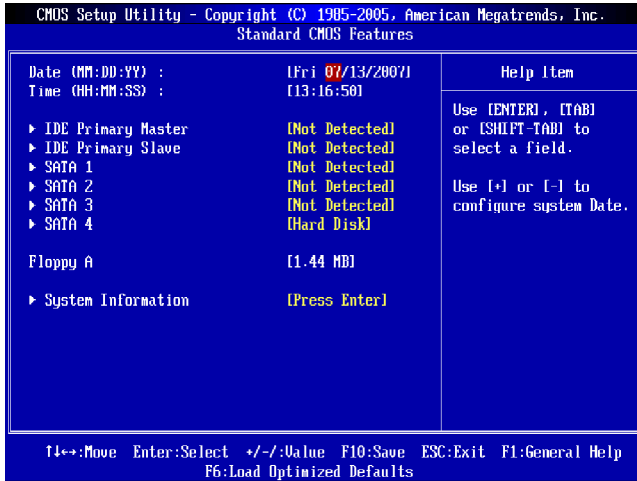 CMOS Setup Utility - Copyright (C) 1985-2005, American Megatrends, Inc.
Standard CMOS Features
Date (MM:DD:YY) : [Fri 07/13/2007]
Time (HH:MM:SS) : [13:16:50]
▶ IDE Primary Master [Not Detected]
▶ IDE Primary Slave [Not Detected]
▶ SATA 1 [Not Detected]
▶ SATA 2 [Not Detected]
▶ SATA 3 [Not Detected]
▶ SATA 4 [Hard Disk]
Floppy A [1.44 MB]
▶ System Information [Press Enter]
Help Item
Use [ENTER], [TAB]
or [SHIFT-TAB] to
select a field.
Use [+] or [-] to
configure system Date.
↑↓←→:Move Enter:Select +/-/:Value F10:Save ESC:Exit F1:General Help
F6:Load Optimized Defaults